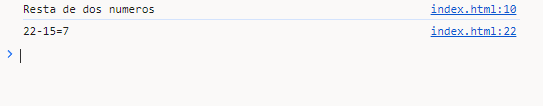 Resta de dos numeros index.html:10
22-15=7 index.html:22
>